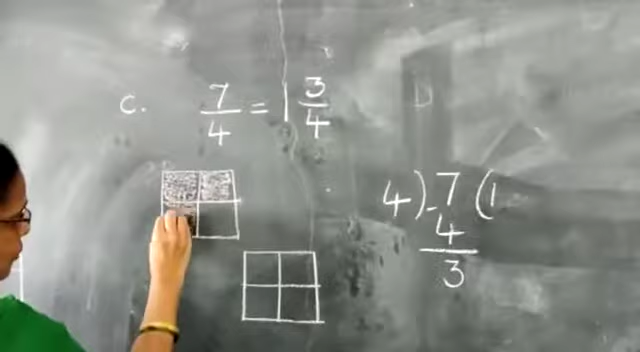 c. 7/4 = 1 3/4
4) 7 (1
- 4
3